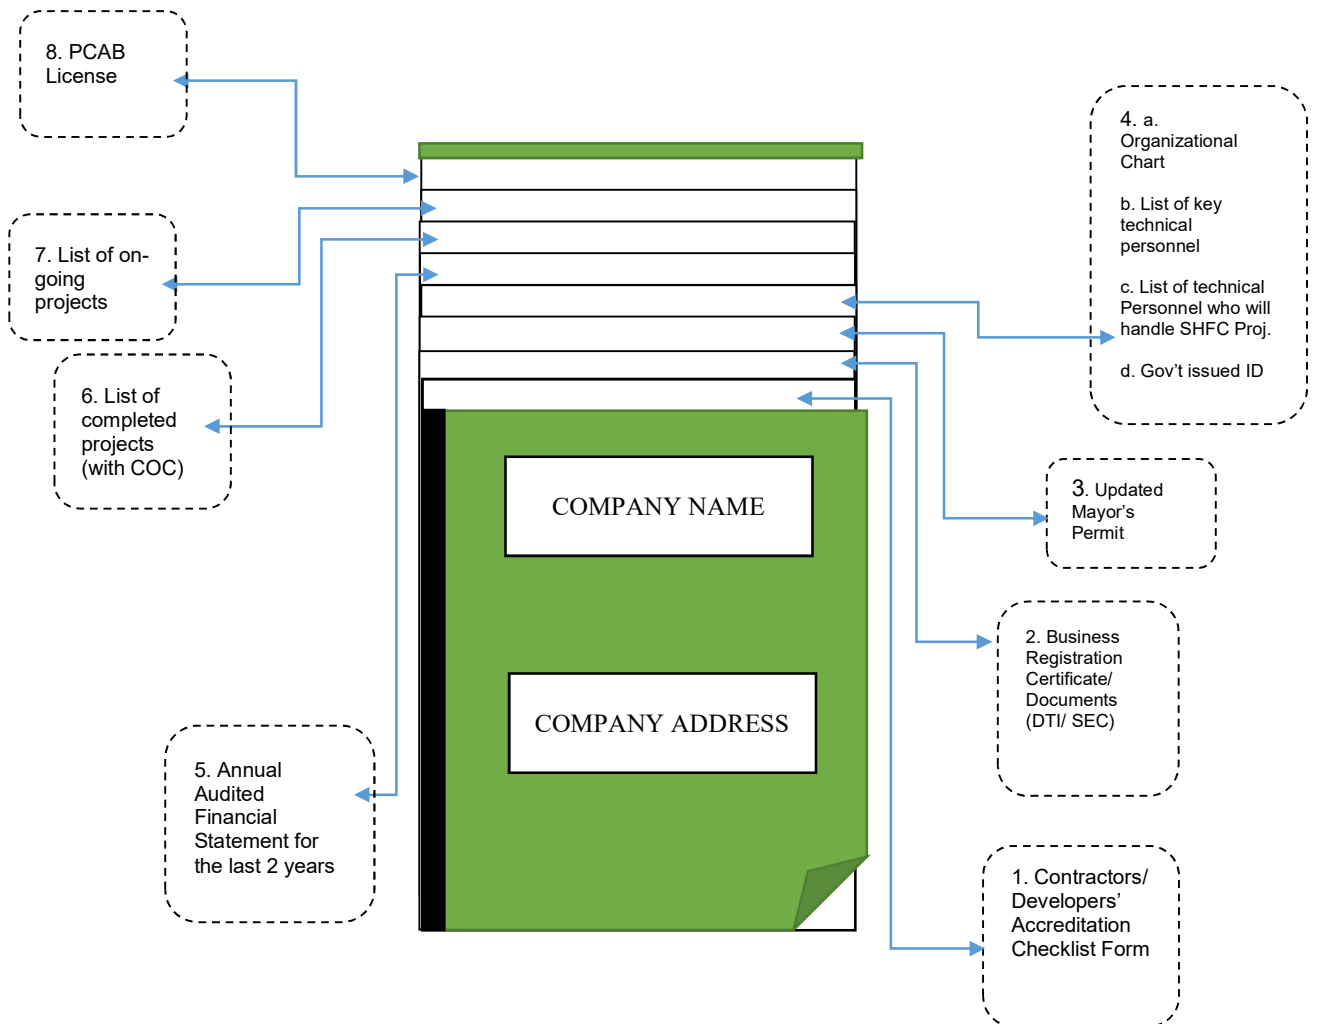 8. PCAB
License
7. List of on-
going
projects
6. List of
completed
projects
(with COC)
5. Annual
Audited
Financial
Statement for
the last 2 years
COMPANY NAME
COMPANY ADDRESS
4. a.
Organizational
Chart
b. List of key
technical
personnel
c. List of technical
Personnel who will
handle SHFC Proj.
d. Gov’t issued ID
3. Updated
Mayor’s
Permit
2. Business
Registration
Certificate/
Documents
(DTI/ SEC)
1. Contractors/
Developers’
Accreditation
Checklist Form